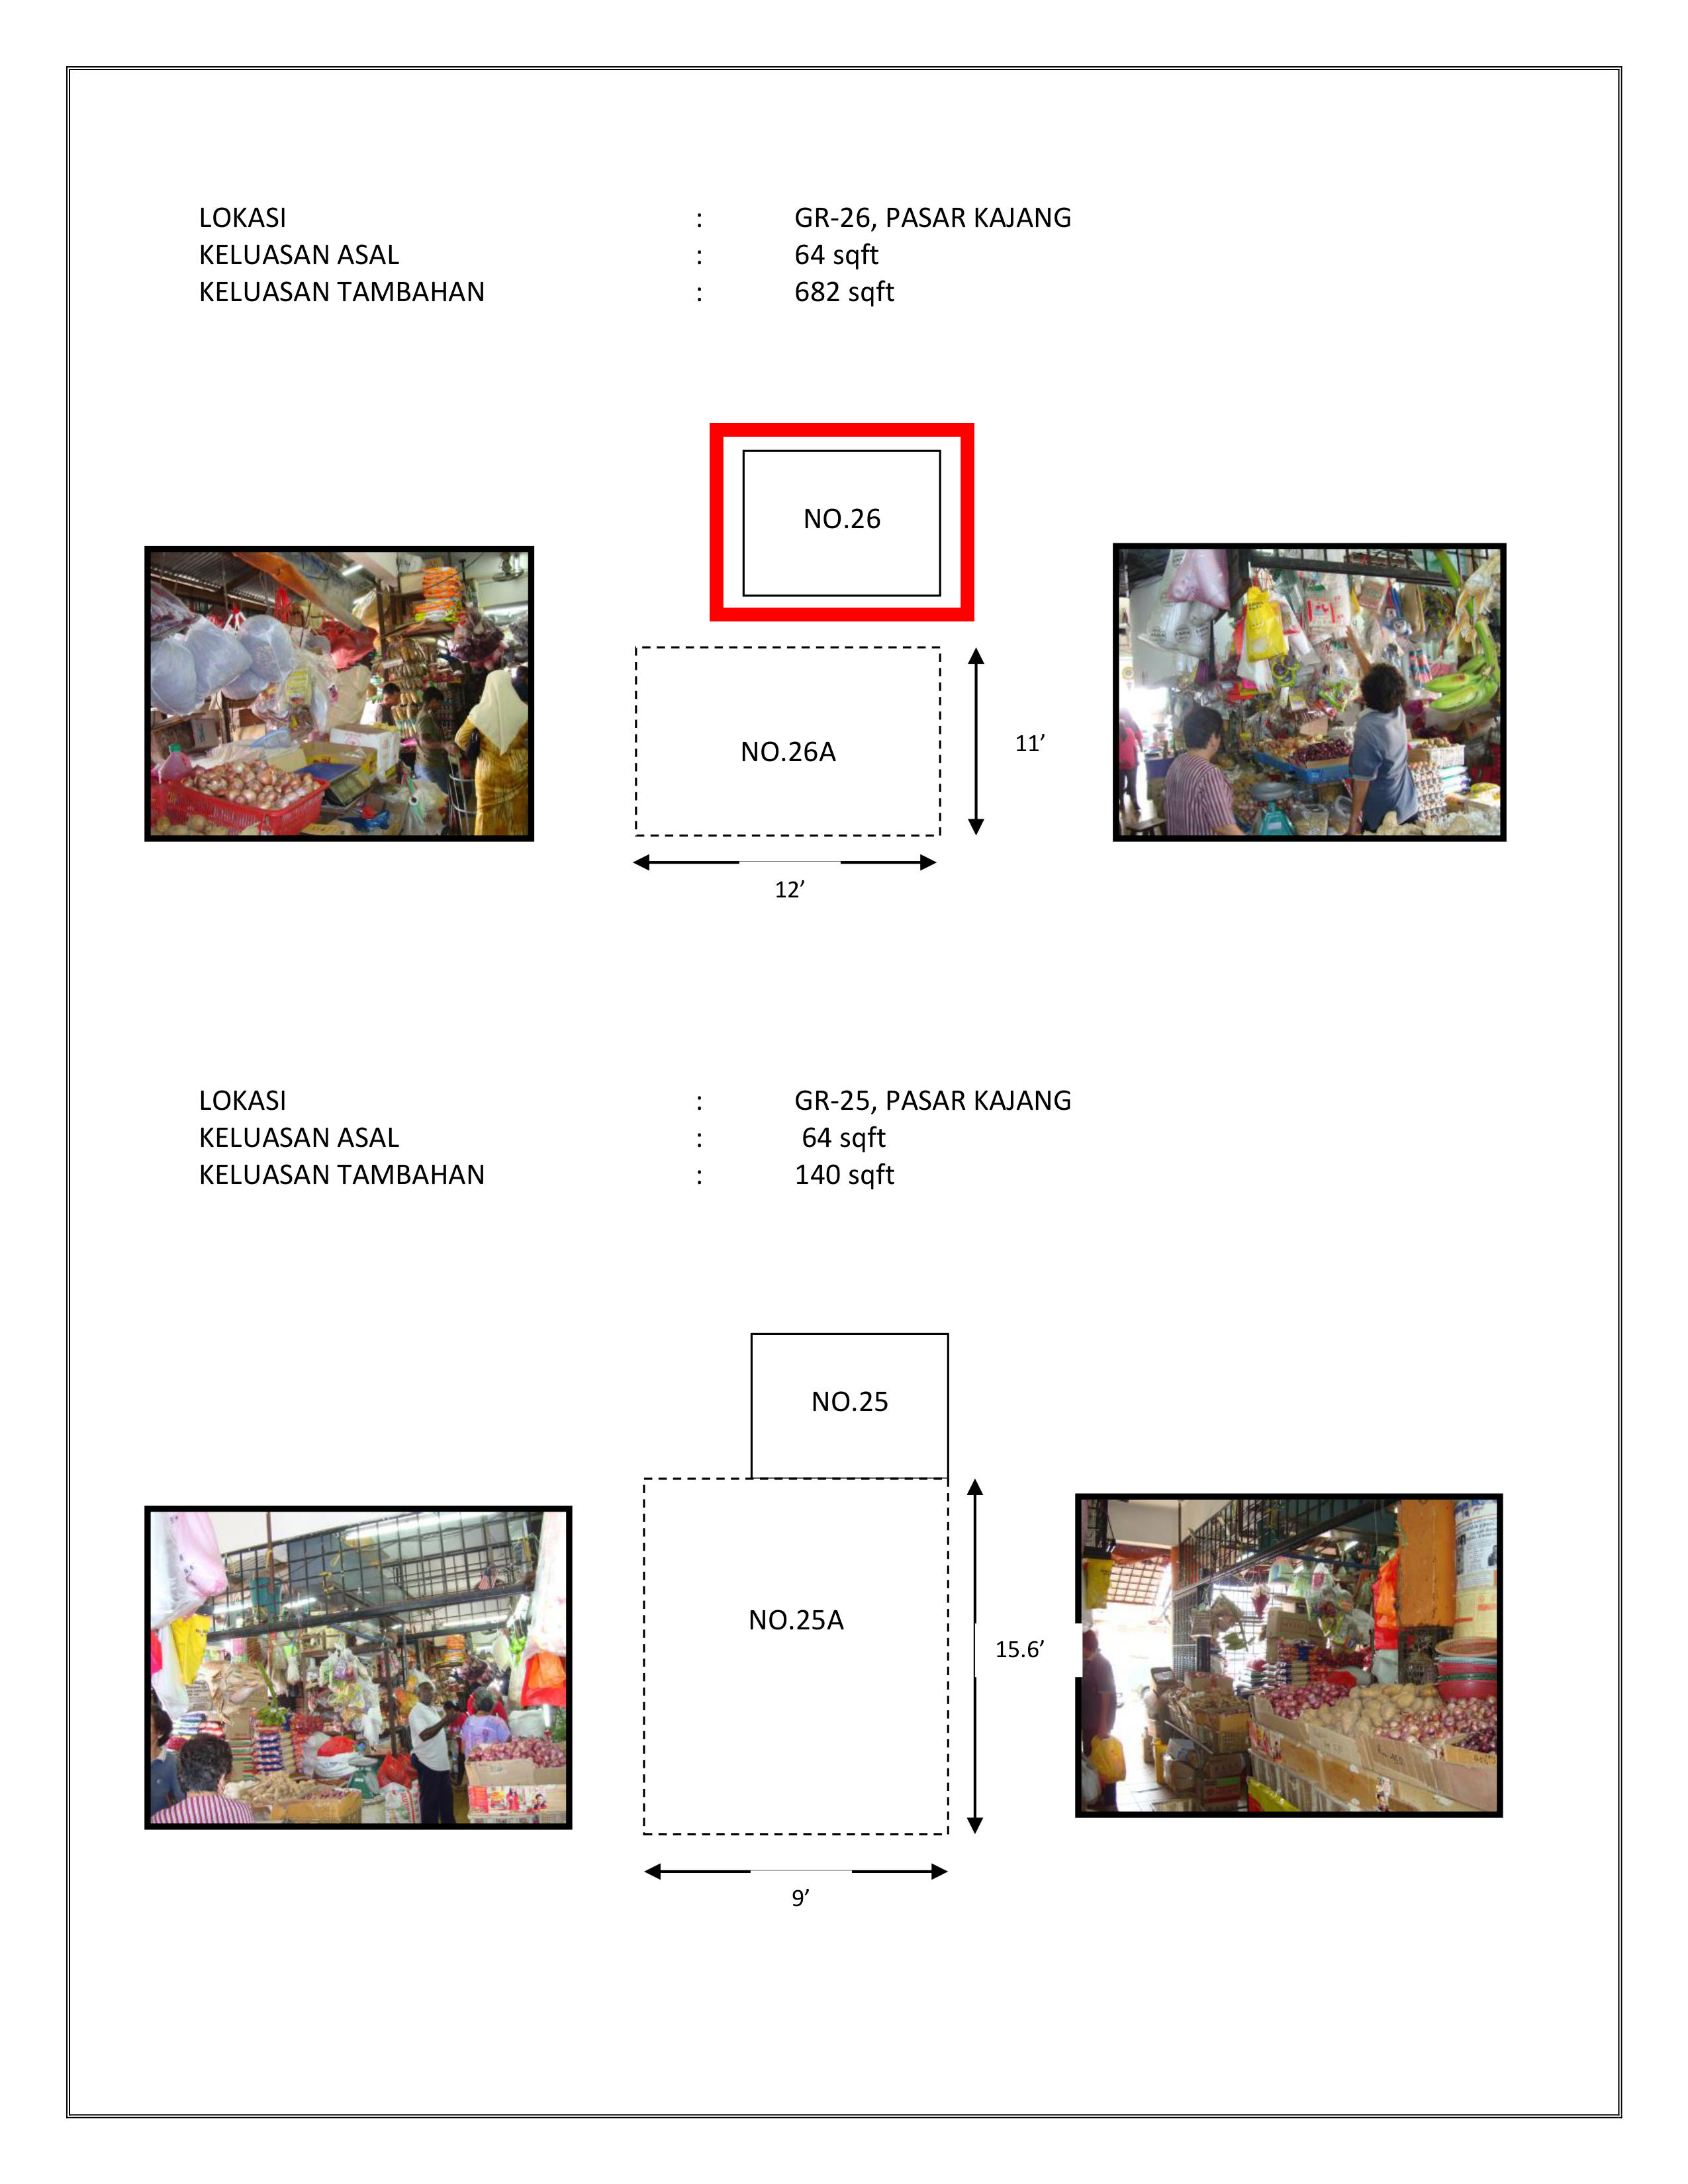 LOKASI : GR-26, PASAR KAJANG
KELUASAN ASAL : 64 sqft
KELUASAN TAMBAHAN : 682 sqft
NO.26
NO.26A
11’
12’
LOKASI : GR-25, PASAR KAJANG
KELUASAN ASAL : 64 sqft
KELUASAN TAMBAHAN : 140 sqft
NO.25
NO.25A
15.6’
9’